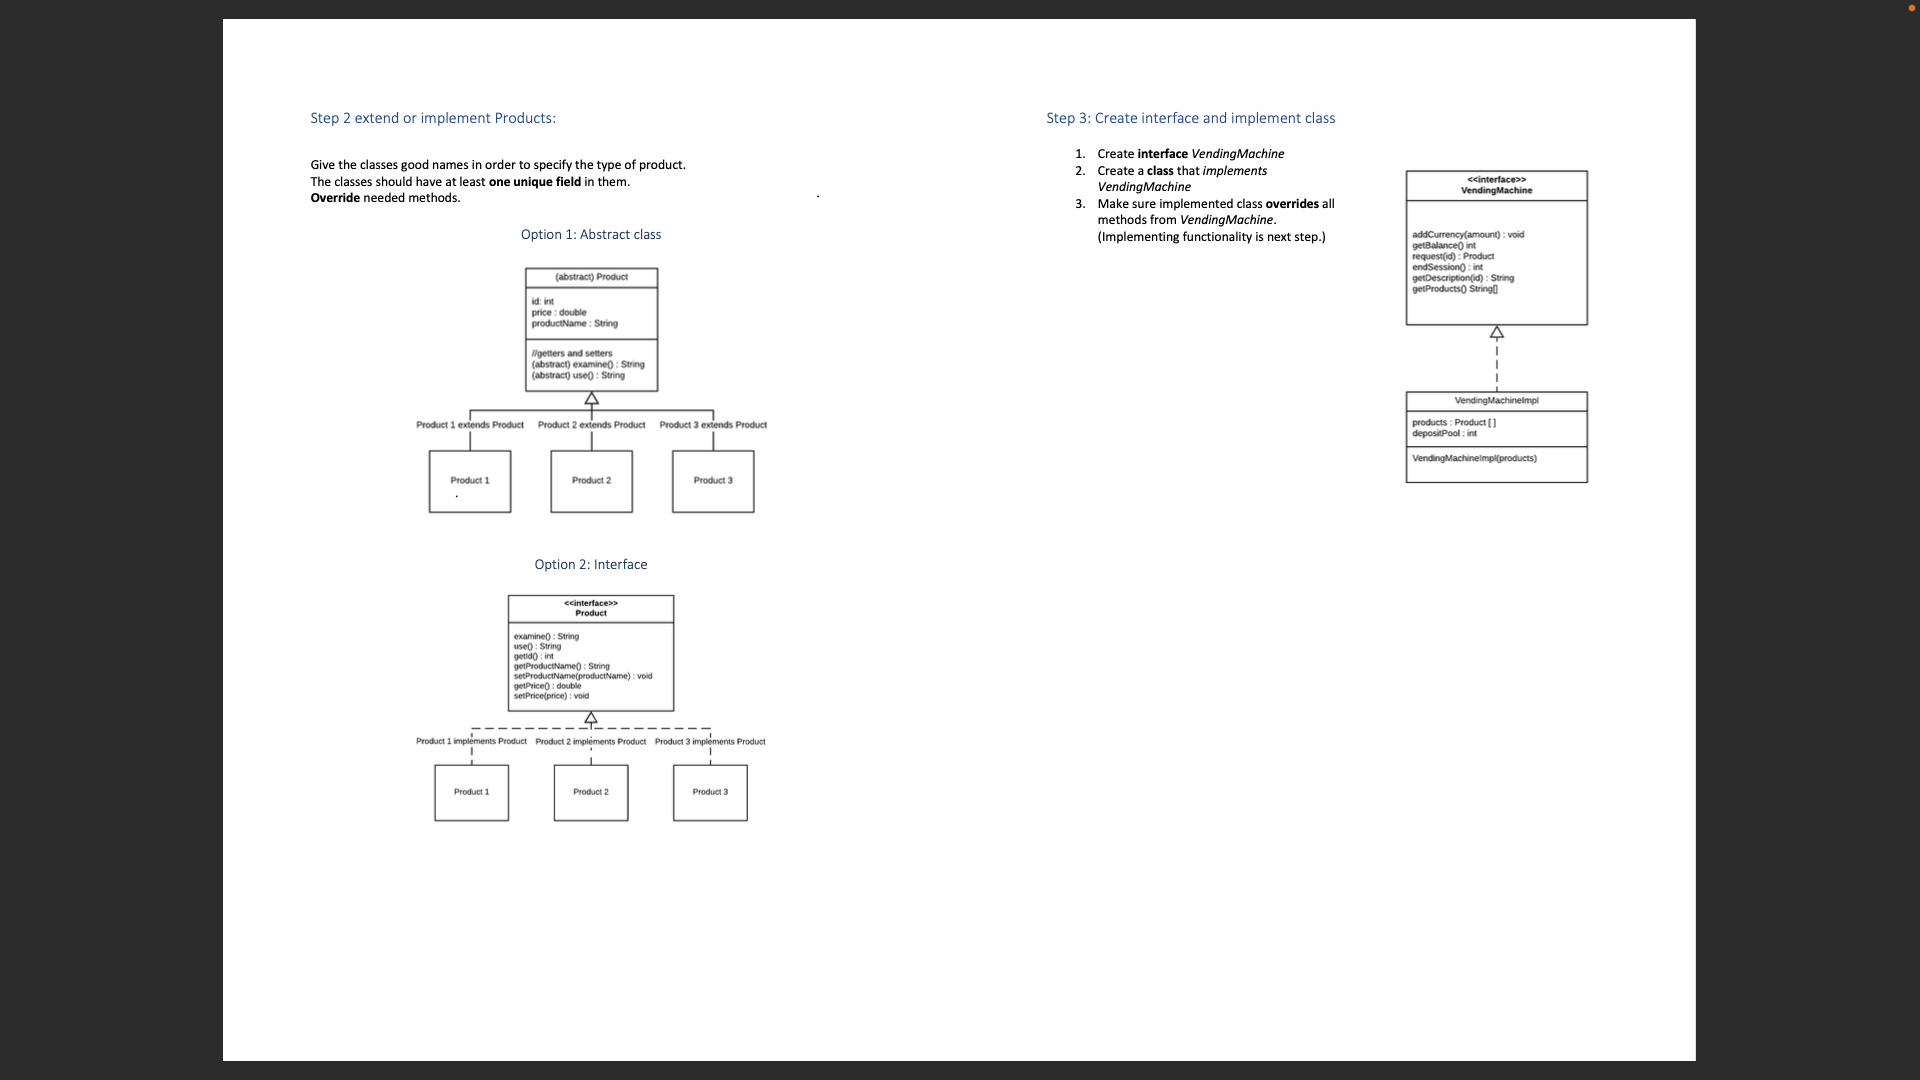 Step 2 extend or implement Products:
Give the classes good names in order to specify the type of product.
The classes should have at least one unique field in them.
Override needed methods.
Option 1: Abstract class
(abstract) Product
id: int
price : double
productName : String
//getters and setters
(abstract) examine() : String
(abstract) use() : String
Product 1 extends Product
Product 2 extends Product
Product 3 extends Product
Product 1
Product 2
Product 3
Option 2: Interface
<<interface>>
Product
examine() : String
use() : String
getId() : int
getProductName() : String
setProductName(productName) : void
getPrice() : double
setPrice(price) : void
Product 1 implements Product
Product 2 implements Product
Product 3 implements Product
Product 1
Product 2
Product 3
Step 3: Create interface and implement class
1. Create interface VendingMachine
2. Create a class that implements
VendingMachine
3. Make sure implemented class overrides all
methods from VendingMachine.
(Implementing functionality is next step.)
<<interface>>
VendingMachine
addCurrency(amount) : void
getBalance() int
request(id) : Product
endSession() : int
getDescription(id) : String
getProducts() String[]
VendingMachineImpl
products : Product [ ]
depositPool : int
VendingMachineImpl(products)